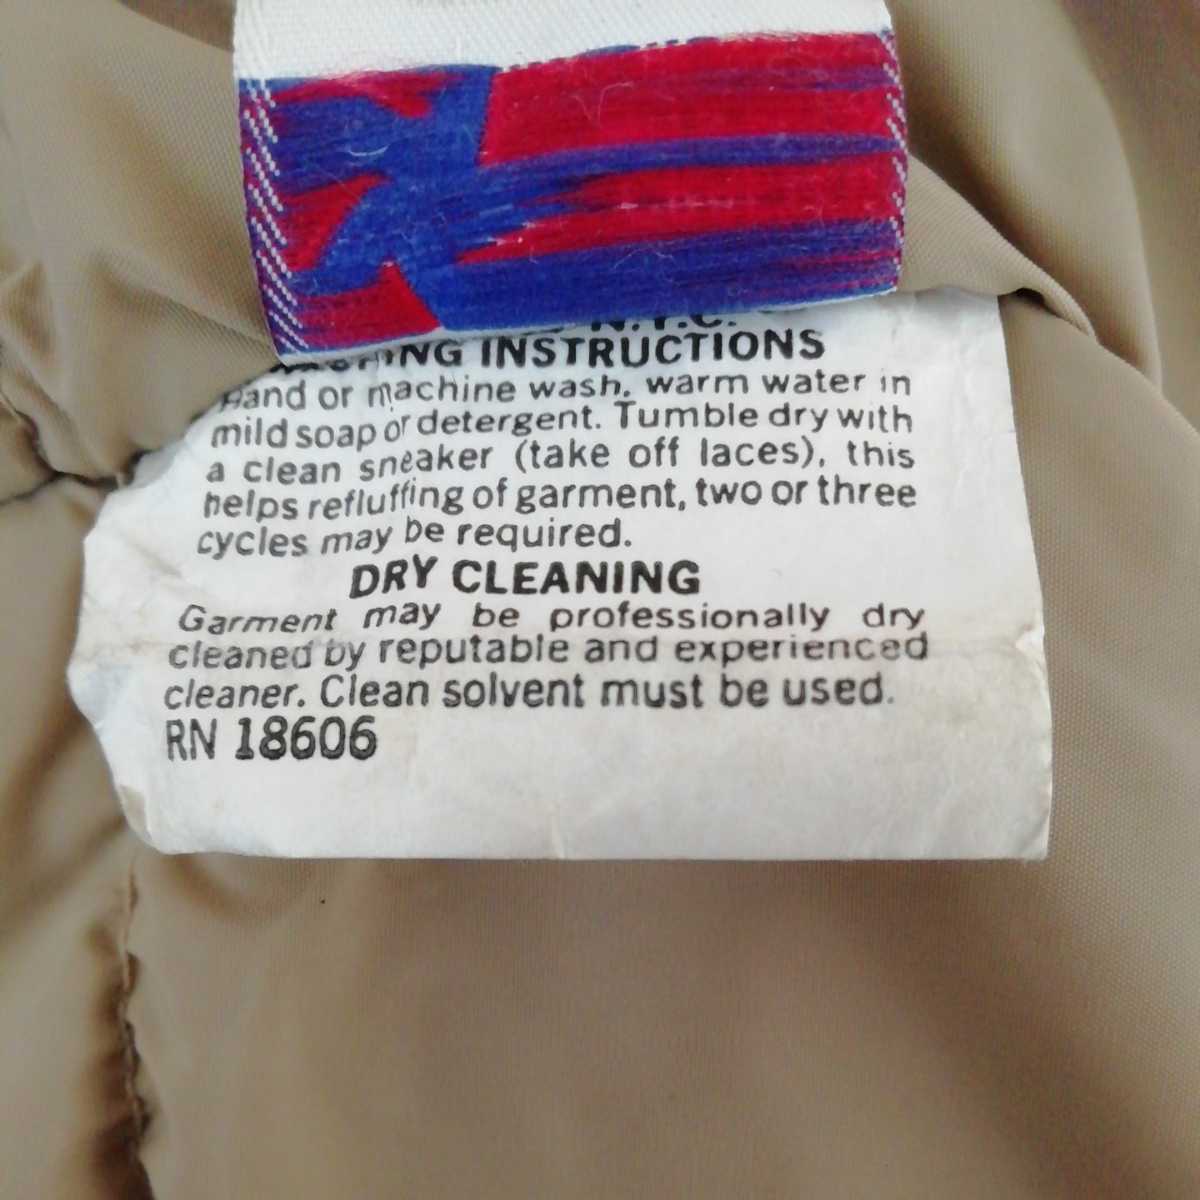 N.Y.C.
WASHING INSTRUCTIONS
Hand or machine wash, warm water in
mild soap or detergent. Tumble dry with
a clean sneaker (take off laces), this
helps refluffing of garment, two or three
cycles may be required.
DRY CLEANING
Garment may be professionally dry
cleaned by reputable and experienced
cleaner. Clean solvent must be used.
RN 18606